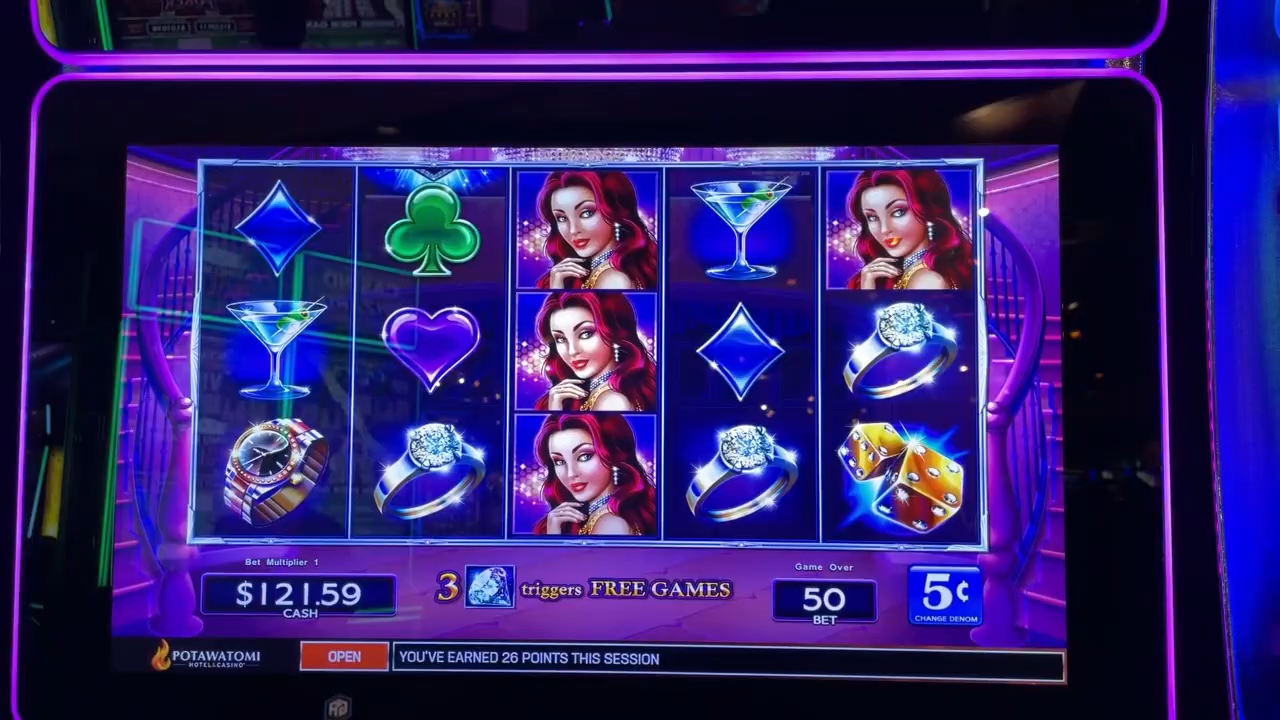 Bet Multiplier 1
$121.59
CASH
3 triggers FREE GAMES
Game Over
50
BET
5¢
CHANGE DENOM
POTAWATOMI
HOTEL & CASINO
OPEN
YOU'VE EARNED 26 POINTS THIS SESSION